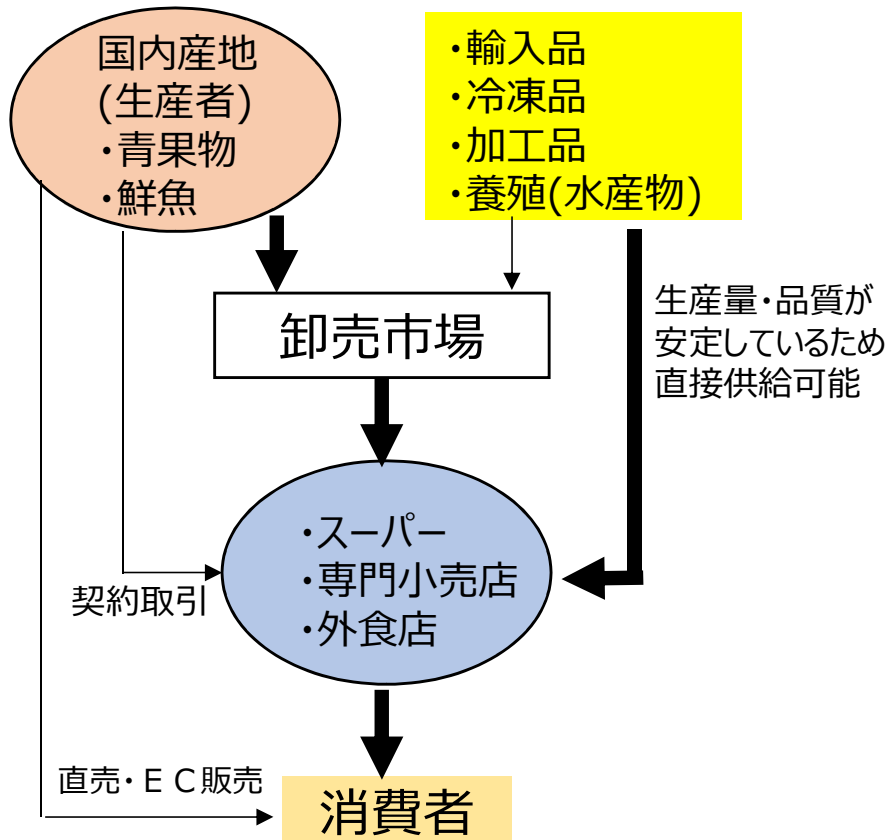 国内産地
(生産者)
・青果物
・鮮魚
・輸入品
・冷凍品
・加工品
・養殖(水産物)
卸売市場
生産量・品質が
安定しているため
直接供給可能
・スーパー
・専門小売店
・外食店
契約取引
直売・ＥＣ販売
消費者